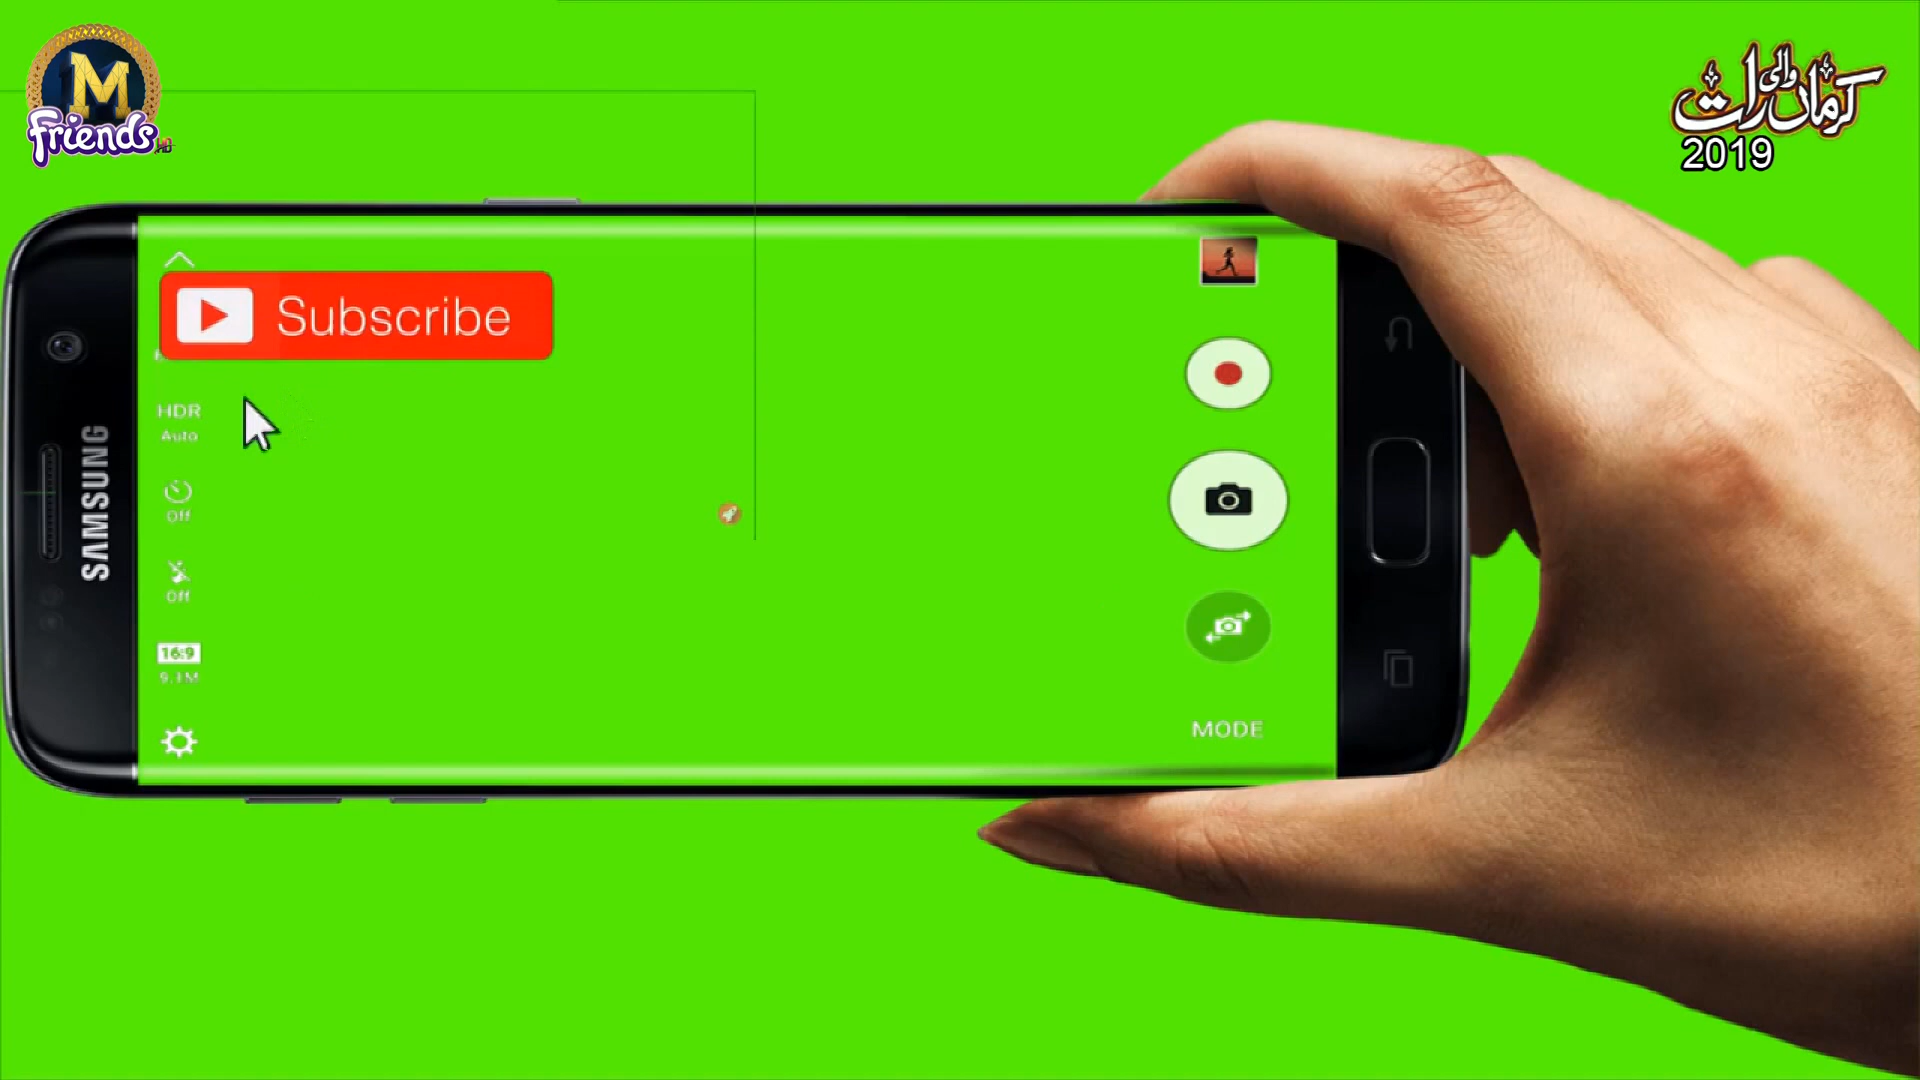 M
friends HD
کرماں والی رات
2019
Subscribe
HDR
Auto
Off
Off
16:9
9.1M
SAMSUNG
MODE